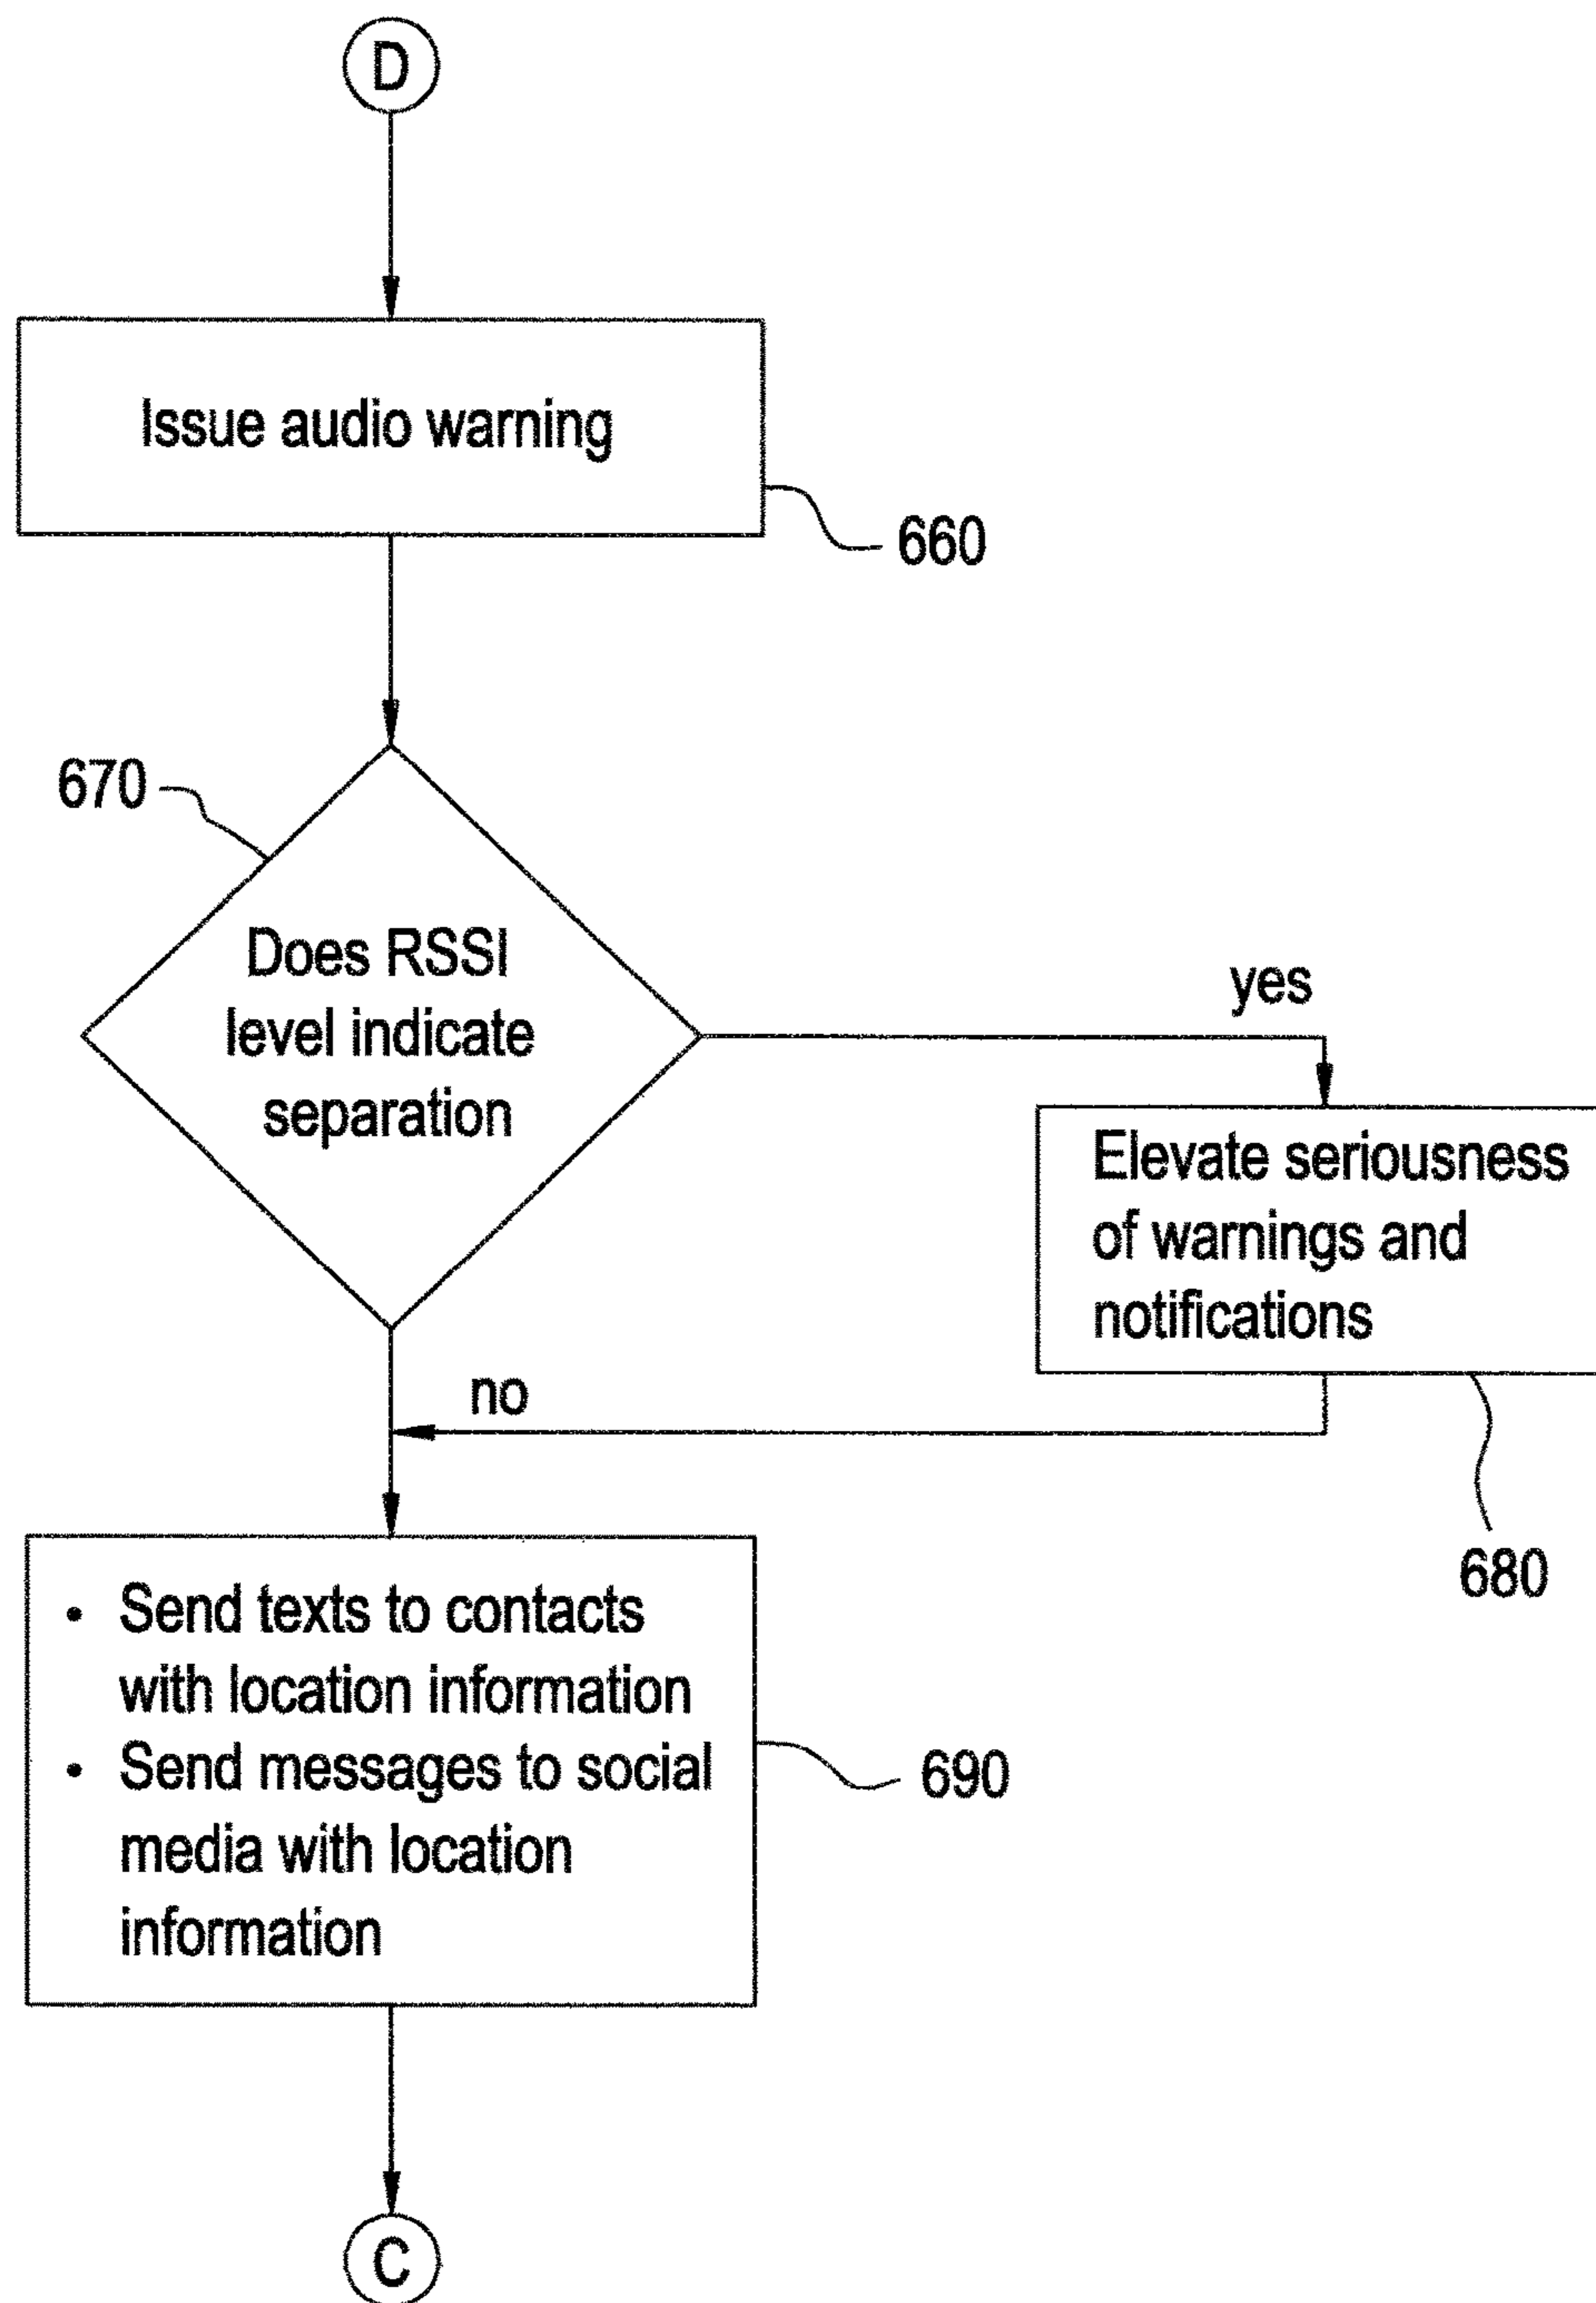 D
Issue audio warning
660
670
Does RSSI
level indicate
separation
yes
Elevate seriousness
of warnings and
notifications
no
680
• Send texts to contacts
with location information
• Send messages to social
media with location
information
690
C